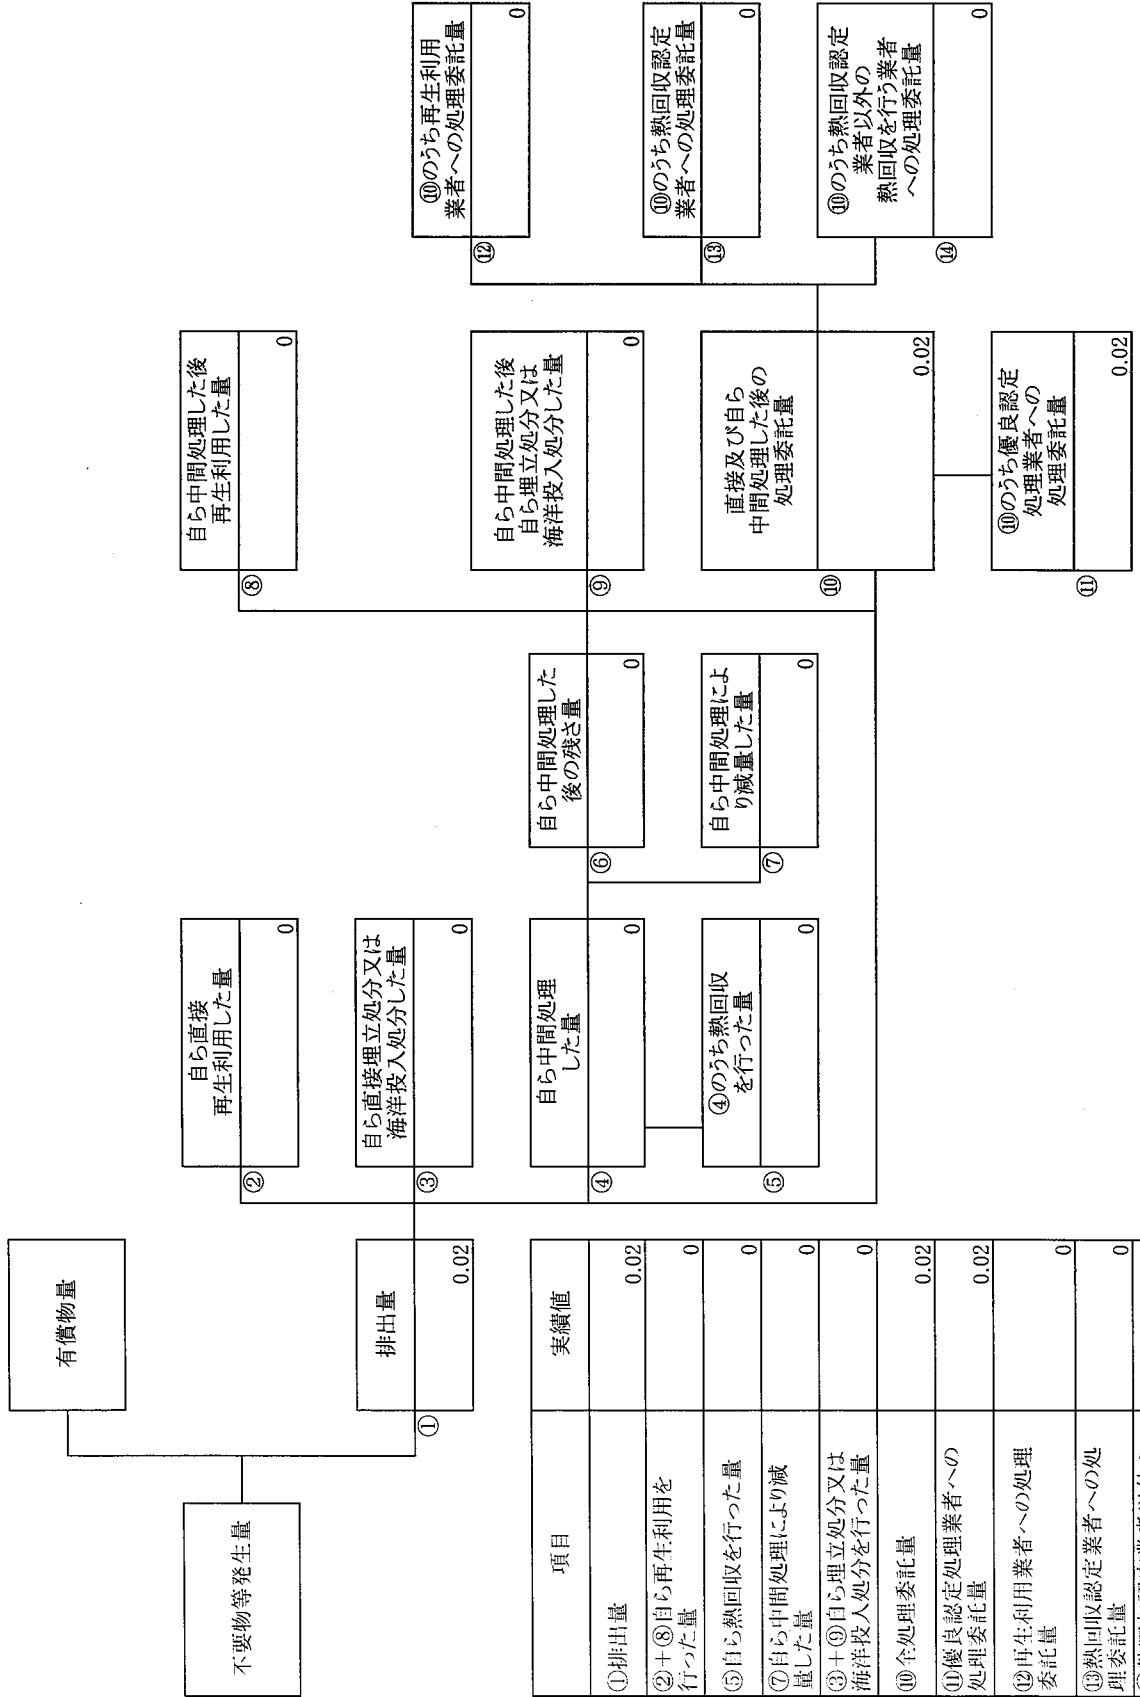 不要物等発生量
有償物量
①
排出量
0.02
②
自ら直接
再生利用した量
0
③
自ら直接埋立処分又は
海洋投入処分した量
0
④
自ら中間処理
した量
0
⑤
④のうち熱回収
を行った量
0
⑥
自ら中間処理した
後の残さ量
0
⑦
自ら中間処理によ
り減量した量
0
⑧
自ら中間処理した後
再生利用した量
0
⑨
自ら中間処理した後
自ら埋立処分又は
海洋投入処分した量
0
⑩
直接及び自ら
中間処理した後の
処理委託量
0.02
⑪
⑩のうち優良認定
処理業者への
処理委託量
0.02
⑫
⑩のうち再生利用
業者への処理委託量
0
⑬
⑩のうち熱回収認定
業者への処理委託量
0
⑭
⑩のうち熱回収認定
業者以外の
熱回収を行う業者
への処理委託量
0
項目 実績値
①排出量 0.02
②+⑧自ら再生利用を
行った量 0
⑤自ら熱回収を行った量 0
⑦自ら中間処理により減
量した量 0
③+⑨自ら埋立処分又は
海洋投入処分を行った量 0
⑩全処理委託量 0.02
⑪優良認定処理業者への
処理委託量 0.02
⑫再生利用業者への処理
委託量 0
⑬熱回収認定業者への処
理委託量 0